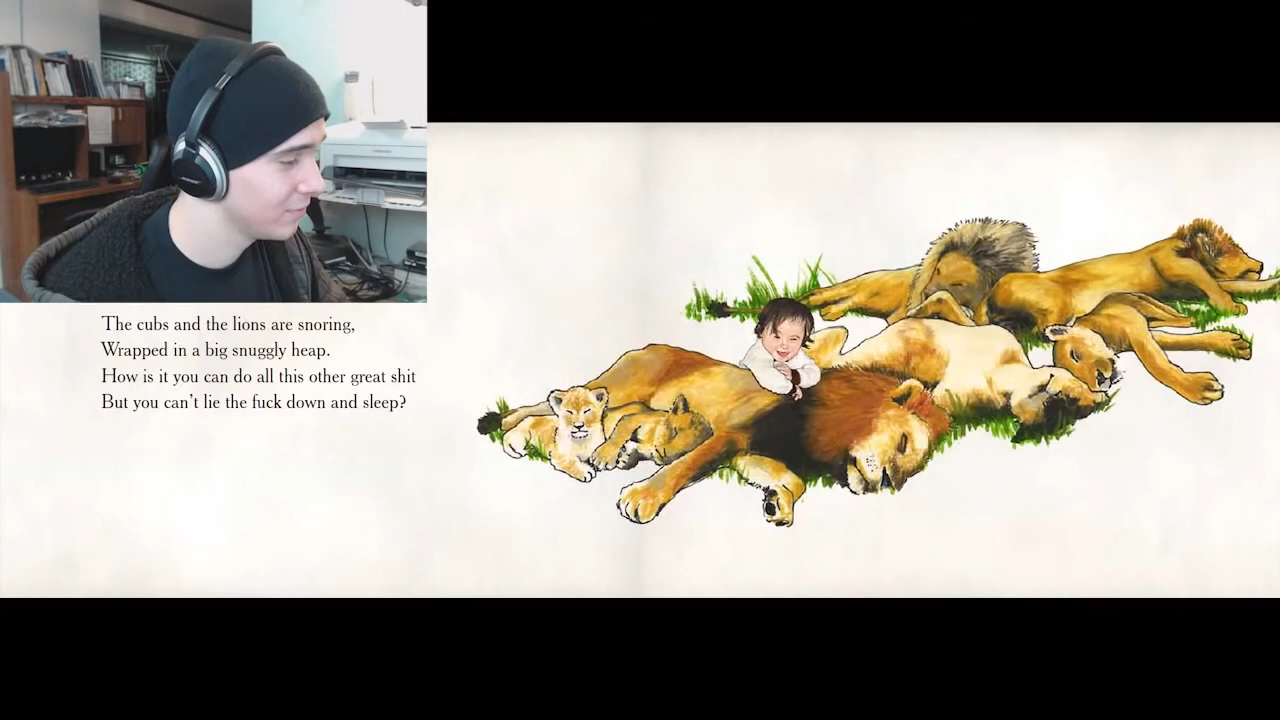 The cubs and the lions are snoring,
Wrapped in a big snuggly heap.
How is it you can do all this other great shit
But you can't lie the fuck down and sleep?